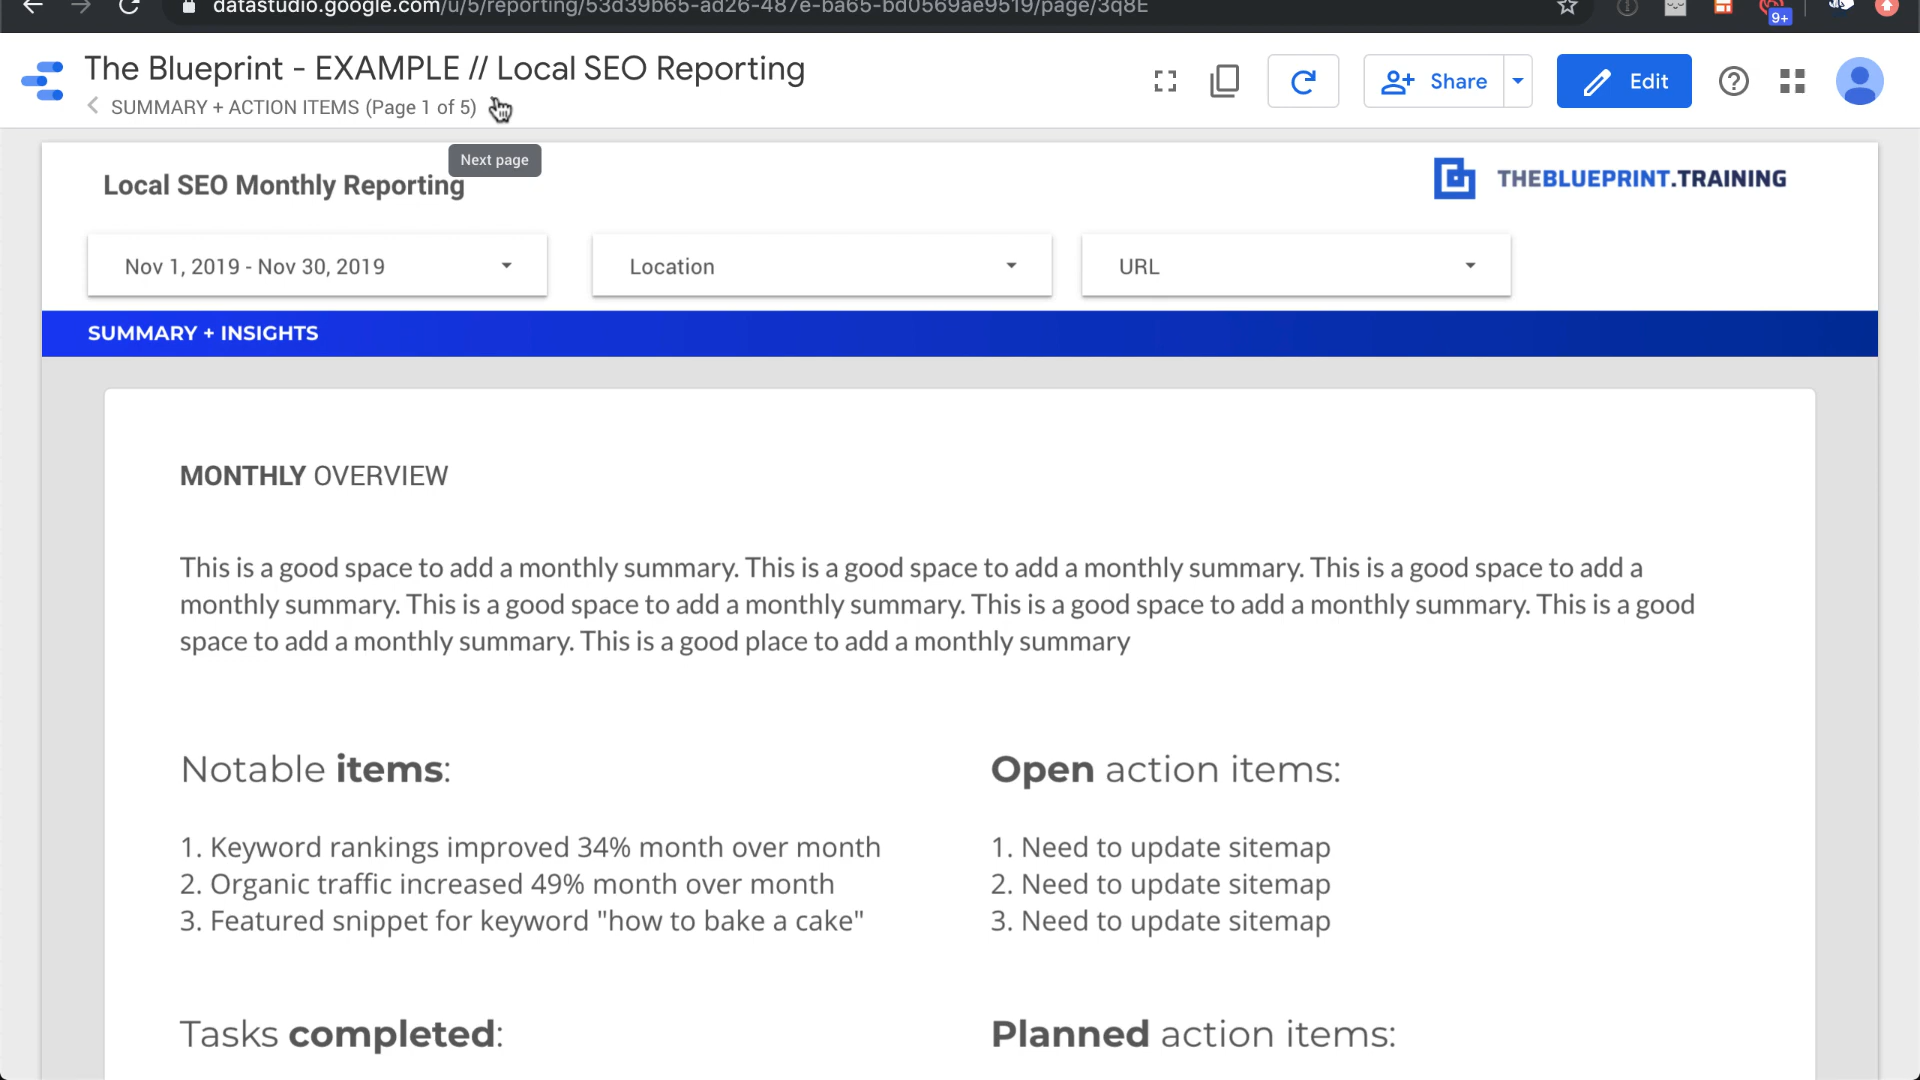 datastudio.google.com/u/5/reporting/53d39b65-ad26-487e-ba65-bd0569ae9519/page/3q8E
9+
The Blueprint - EXAMPLE // Local SEO Reporting
SUMMARY + ACTION ITEMS (Page 1 of 5)
Share
Edit
Next page
Local SEO Monthly Reporting
THEBLUEPRINT.TRAINING
Nov 1, 2019 - Nov 30, 2019
Location
URL
SUMMARY + INSIGHTS
MONTHLY OVERVIEW
This is a good space to add a monthly summary. This is a good space to add a monthly summary. This is a good space to add a
monthly summary. This is a good space to add a monthly summary. This is a good space to add a monthly summary. This is a good
space to add a monthly summary. This is a good place to add a monthly summary
Notable items:
1. Keyword rankings improved 34% month over month
2. Organic traffic increased 49% month over month
3. Featured snippet for keyword "how to bake a cake"
Open action items:
1. Need to update sitemap
2. Need to update sitemap
3. Need to update sitemap
Tasks completed:
Planned action items: